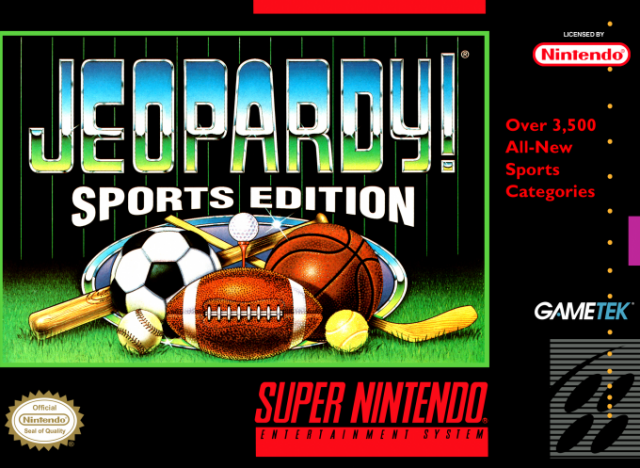 LICENSED BY
Nintendo®
JEOPARDY!®
SPORTS EDITION
Over 3,500
All-New
Sports
Categories
GAMETEK™
Official
Nintendo
Seal of Quality
SUPER NINTENDO®
ENTERTAINMENT SYSTEM